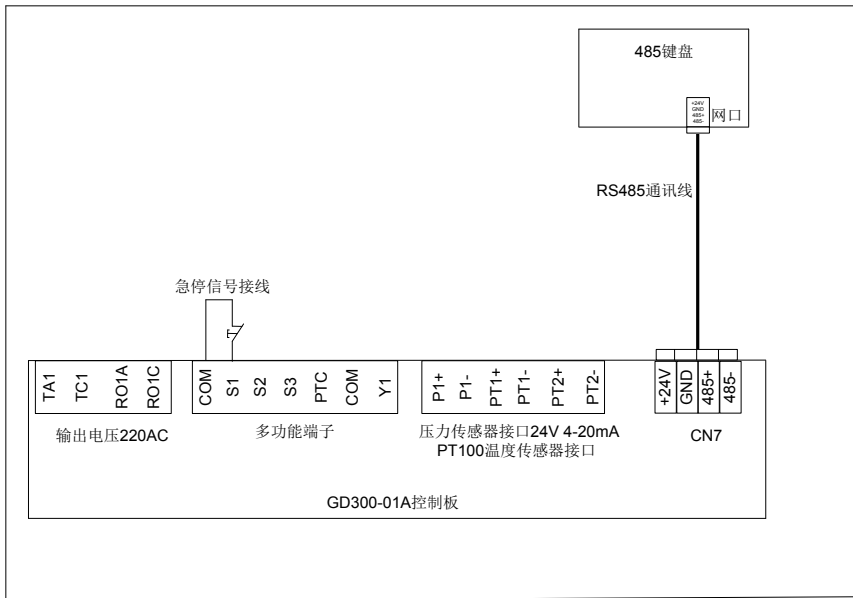 485键盘
+24V
GND
485+
485-
网口
RS485通讯线
急停信号接线
TA1
TC1
RO1A
RO1C
COM
S1
S2
S3
PTC
COM
Y1
P1+
P1-
PT1+
PT1-
PT2+
PT2-
+24V
GND
485+
485-
输出电压220AC
多功能端子
压力传感器接口24V 4-20mA
PT100温度传感器接口
CN7
GD300-01A控制板